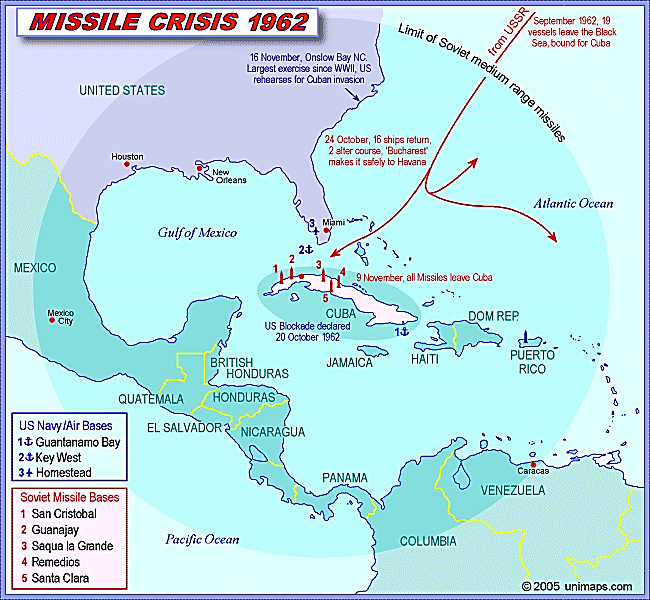 MISSILE CRISIS 1962
September 1962, 19
vessels leave the Black
Sea, bound for Cuba
from USSR
Limit of Soviet medium range missiles
16 November, Onslow Bay NC.
Largest exercise since WWII, US
rehearses for Cuban invasion
UNITED STATES
24 October, 16 ships return,
2 alter course, 'Bucharest'
makes it safely to Havana
Houston
New
Orleans
Atlantic Ocean
3
Miami
Gulf of Mexico
2
MEXICO
1
2
3
4
5
9 November, all Missiles leave Cuba
CUBA
Mexico
City
US Blockade declared
20 October 1962
1
DOM REP.
JAMAICA
HAITI
PUERTO
RICO
BRITISH
HONDURAS
QUATEMALA
HONDURAS
EL SALVADOR
NICARAGUA
US Navy/Air Bases
1 Guantanamo Bay
2 Key West
3 Homestead
Caracas
PANAMA
VENEZUELA
Soviet Missile Bases
1 San Cristobal
2 Guanajay
3 Saqua la Grande
4 Remedios
5 Santa Clara
Pacific Ocean
COLUMBIA
© 2005 unimaps.com